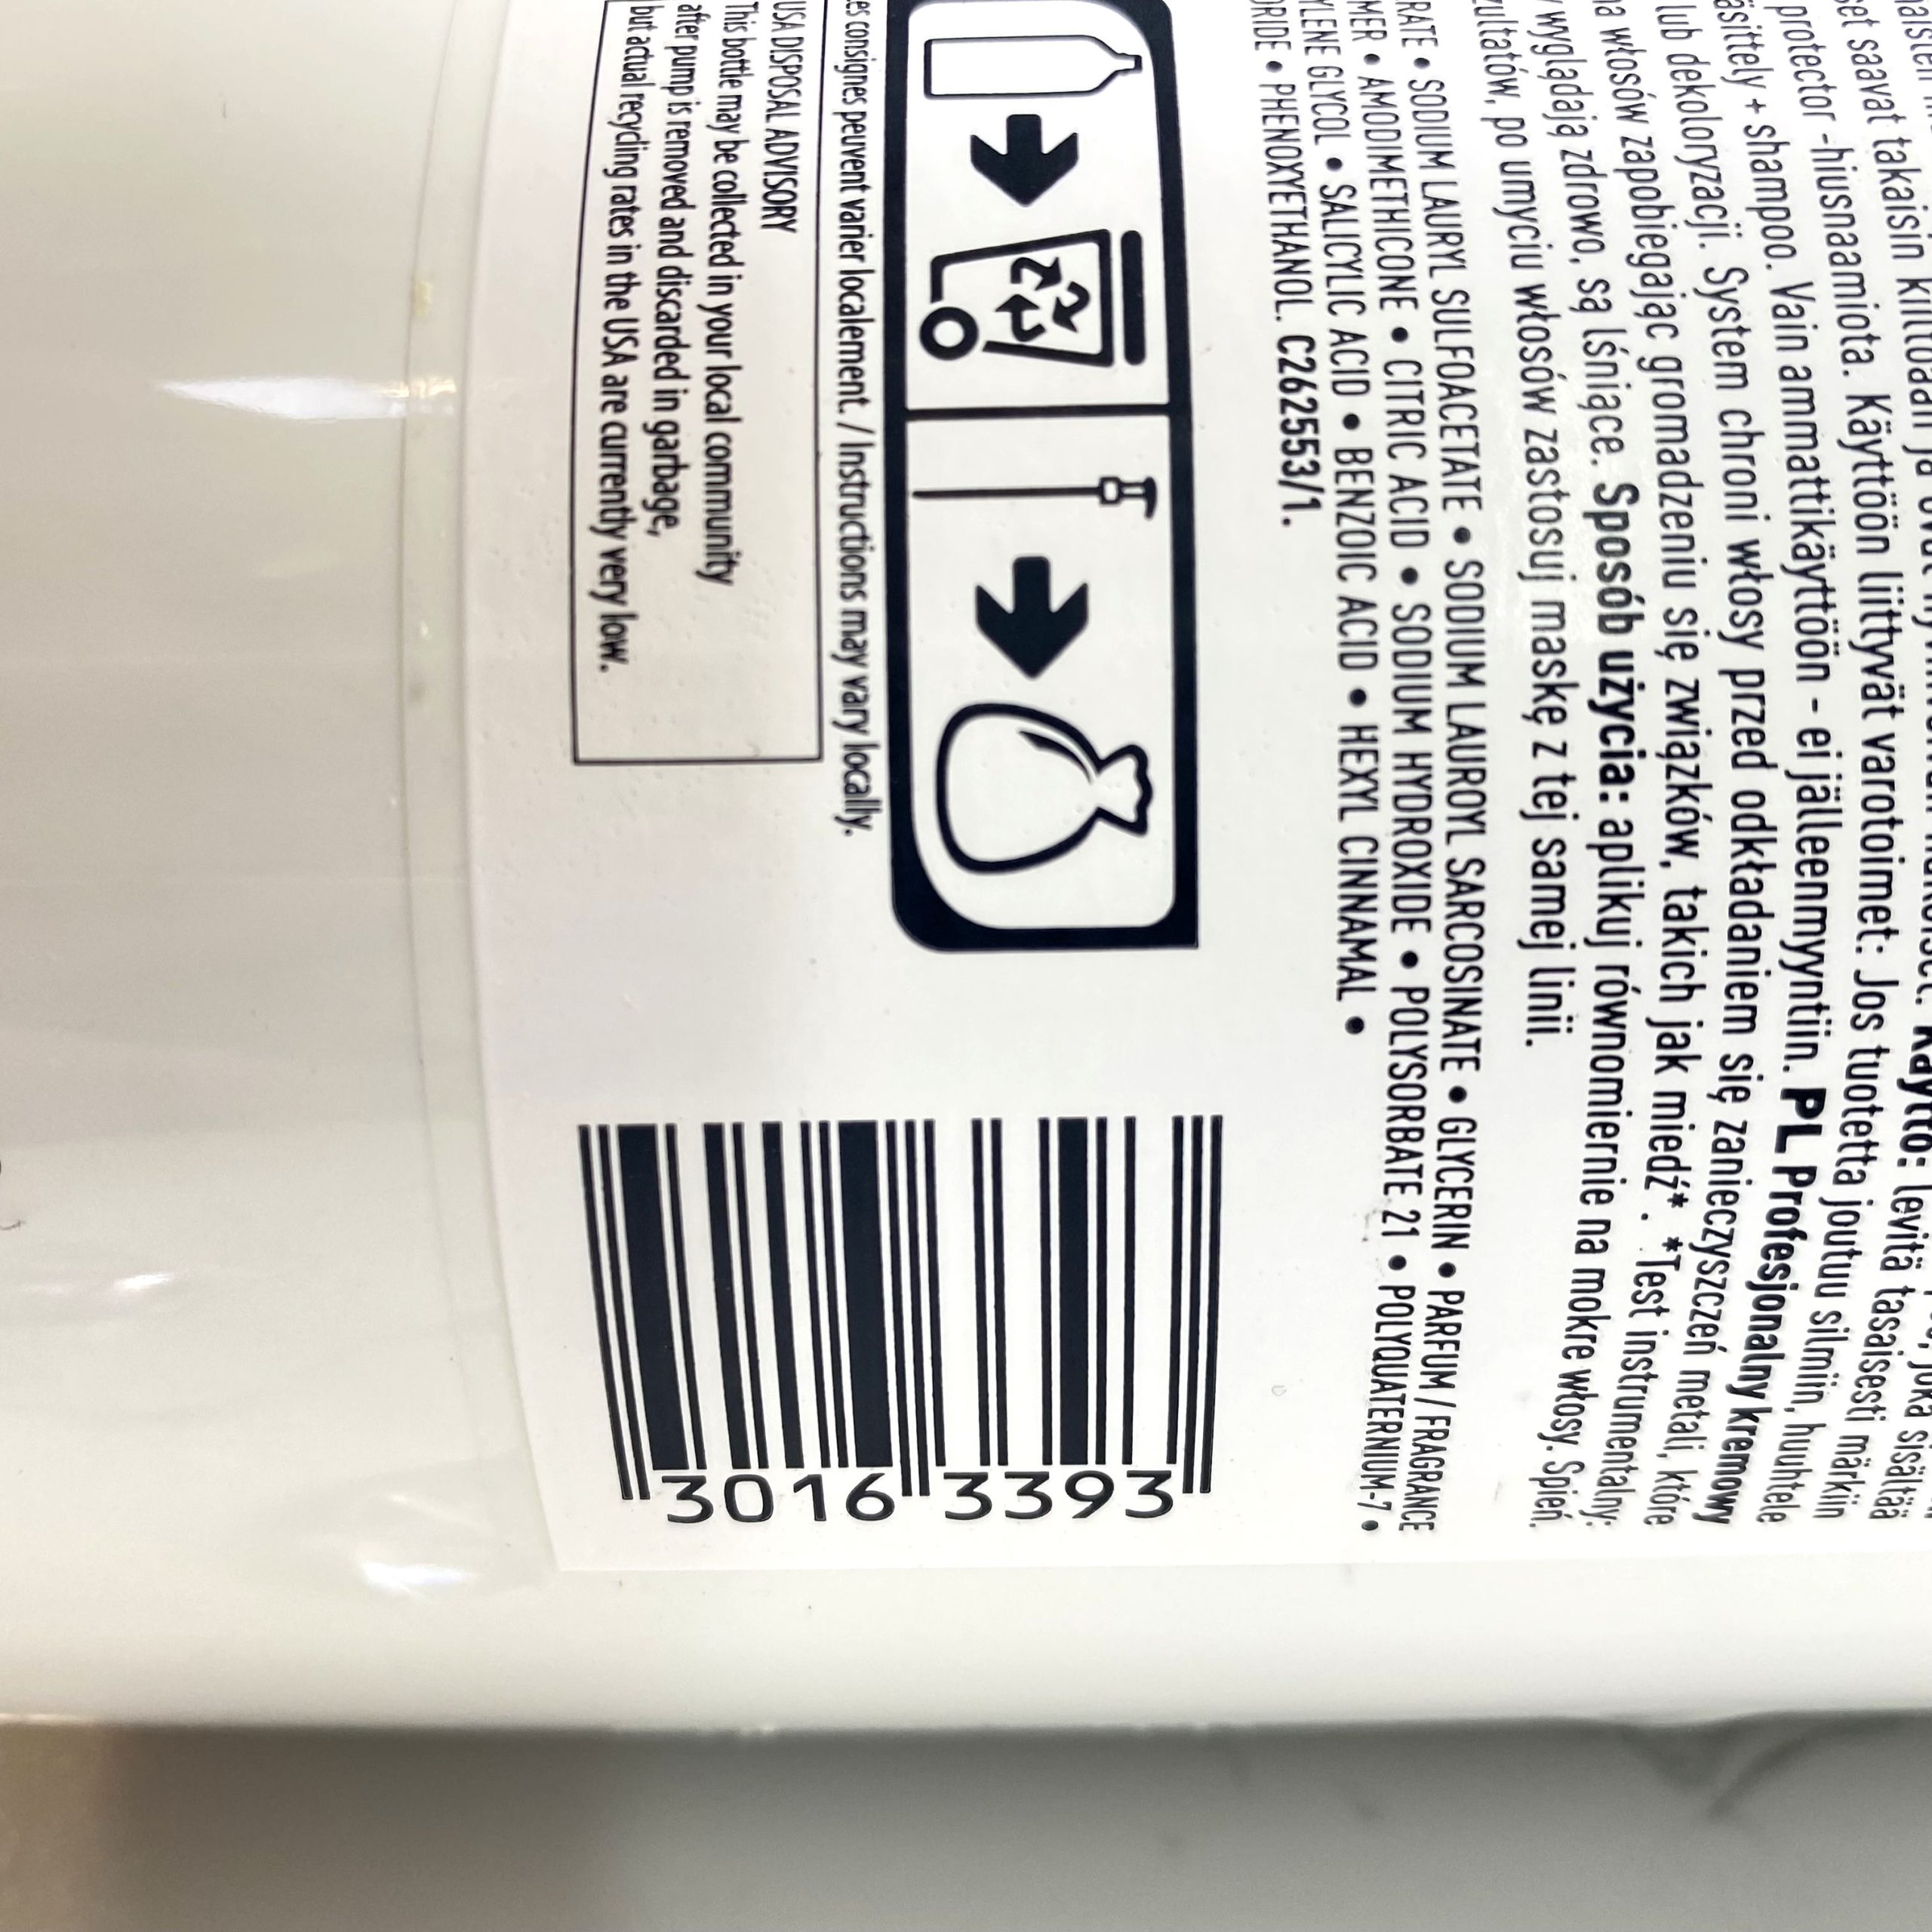 get saavat takaisin kiiltoaan ja
protector -hiusnaamiota. Käyttöön liittyvät varotoimet: Jos tuotetta joutuu silmiin, huuhtele
+ shampoo. Vain ammattikäyttöön - ei jälleenmyyntiin. PL Profesjonalny kremowy
lub dekoloryzacji. System chroni włosy przed odkładaniem się zanieczyszczeń metali, które
włosów zapobiegając gromadzeniu się związków, takich jak miedź*. *Test instrumentalny:
wyglądają zdrowo, są lśniące. Sposób użycia: aplikuj równomiernie na mokre włosy. Spień.
po umyciu włosów zastosuj maskę z tej samej linii.
• SODIUM LAURYL SULFOACETATE • SODIUM LAUROYL SARCOSINATE • GLYCERIN • PARFUM / FRAGRANCE
• AMODIMETHICONE • CITRIC ACID • SODIUM HYDROXIDE • POLYSORBATE 21 • POLYQUATERNIUM-7 •
GLYCOL • SALICYLIC ACID • BENZOIC ACID • HEXYL CINNAMAL •
• PHENOXYETHANOL. C262553/1.
consignes peuvent varier localement. / Instructions may vary locally.
USA DISPOSAL ADVISORY
This bottle may be collected in your local community
after pump is removed and discarded in garbage,
but actual recycling rates in the USA are currently very low.
3016 3393